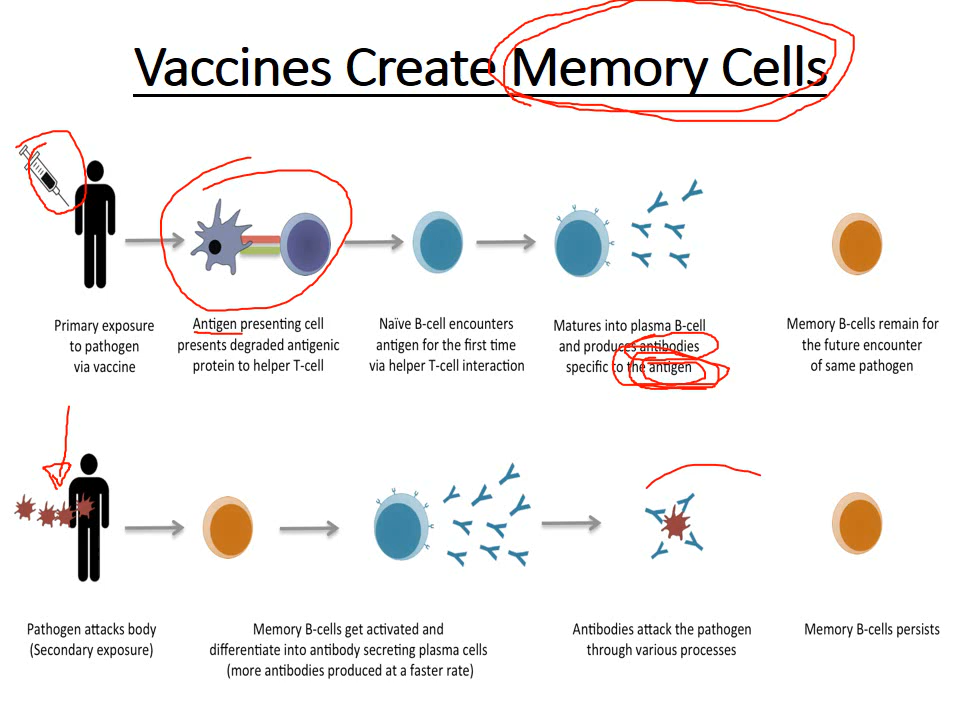 Vaccines Create Memory Cells
Primary exposure
to pathogen
via vaccine
Antigen presenting cell
presents degraded antigenic
protein to helper T-cell
Naïve B-cell encounters
antigen for the first time
via helper T-cell interaction
Matures into plasma B-cell
and produces antibodies
specific to the antigen
Memory B-cells remain for
the future encounter
of same pathogen
Pathogen attacks body
(Secondary exposure)
Memory B-cells get activated and
differentiate into antibody secreting plasma cells
(more antibodies produced at a faster rate)
Antibodies attack the pathogen
through various processes
Memory B-cells persists